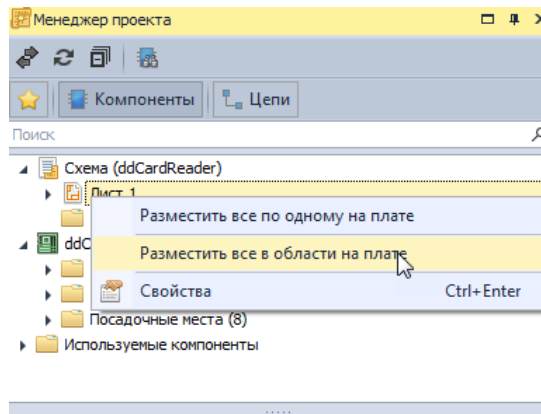 Менеджер проекта
Компоненты Цепи
Поиск
Схема (ddCardReader)
Лист 1
Разместить все по одному на плате
ddC
Разместить все в области на плате
Свойства Ctrl+Enter
Посадочные места (8)
Используемые компоненты